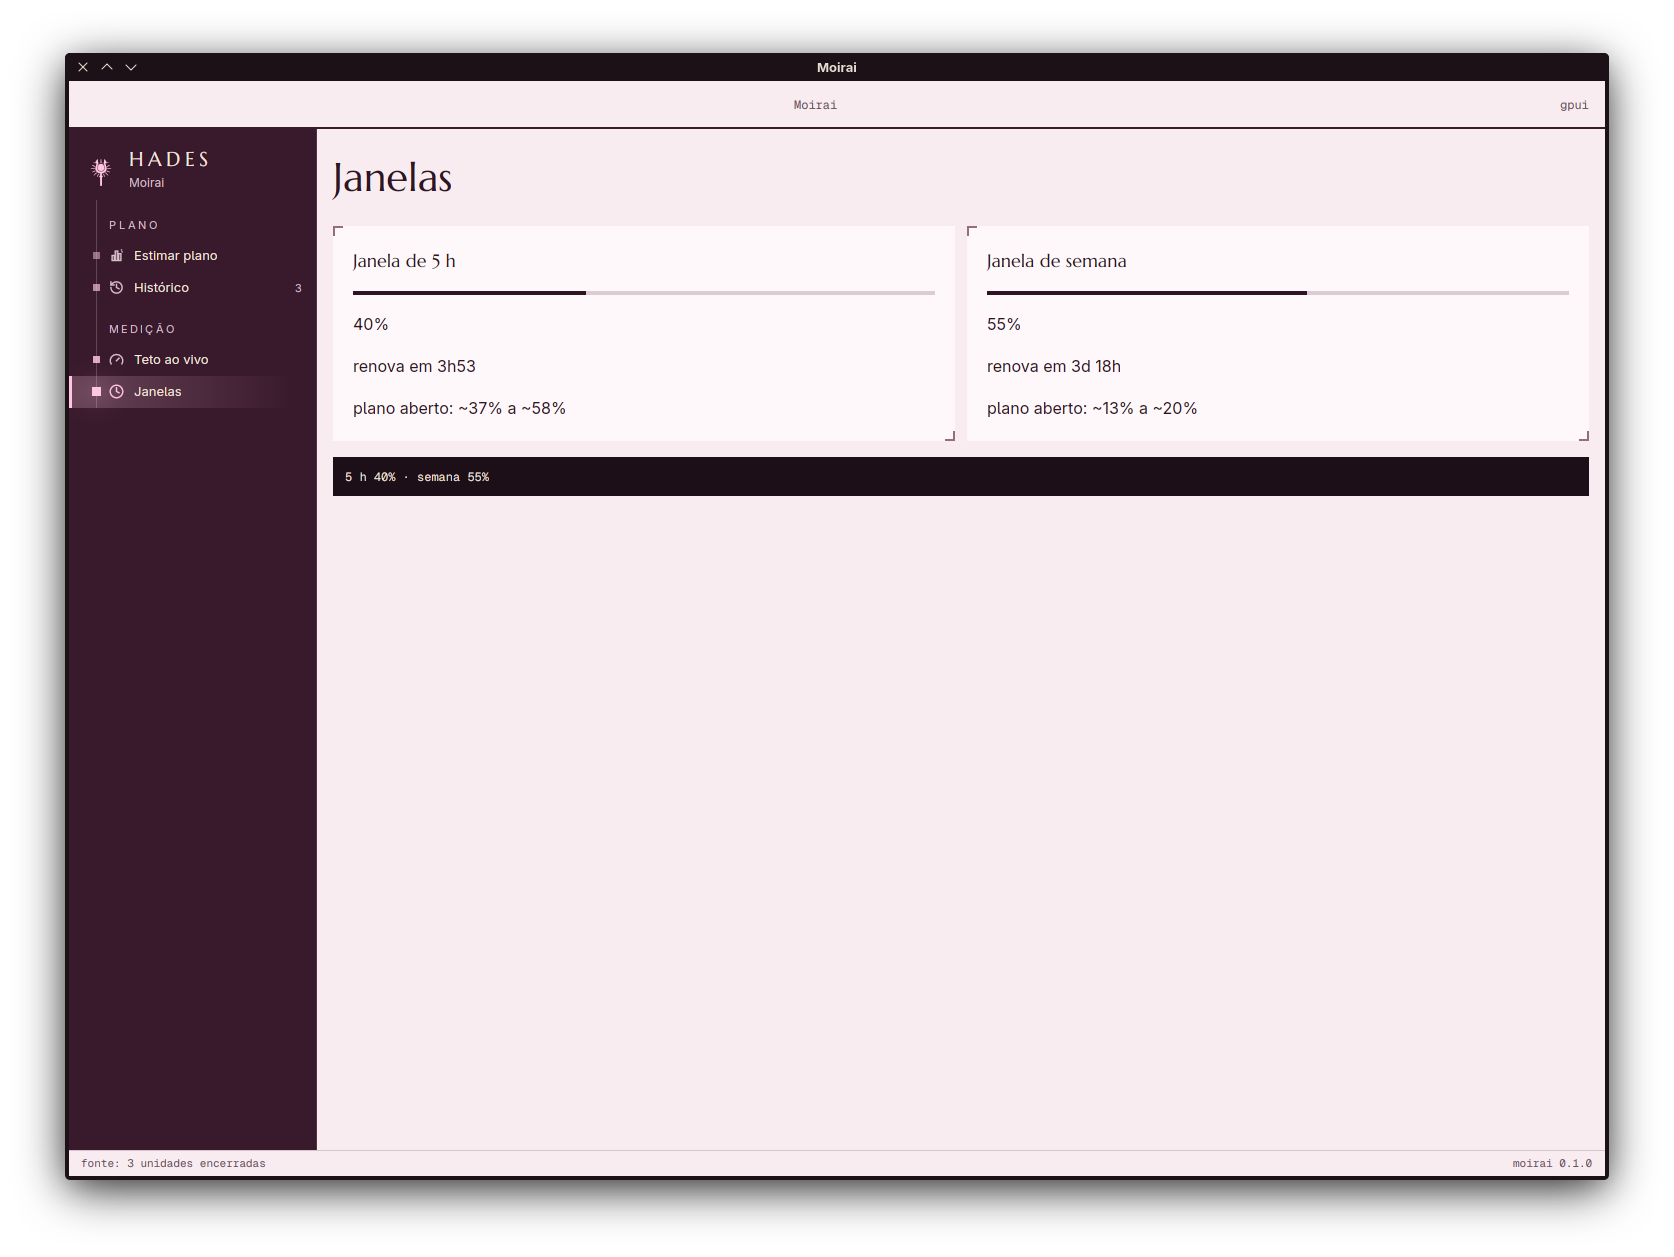 Moirai
Moirai
gpui
HADES
Moirai
PLANO
Estimar plano
Histórico 3
MEDIÇÃO
Teto ao vivo
Janelas
Janelas
Janela de 5 h
40%
renova em 3h53
plano aberto: ~37% a ~58%
Janela de semana
55%
renova em 3d 18h
plano aberto: ~13% a ~20%
5 h 40% · semana 55%
fonte: 3 unidades encerradas
moirai 0.1.0